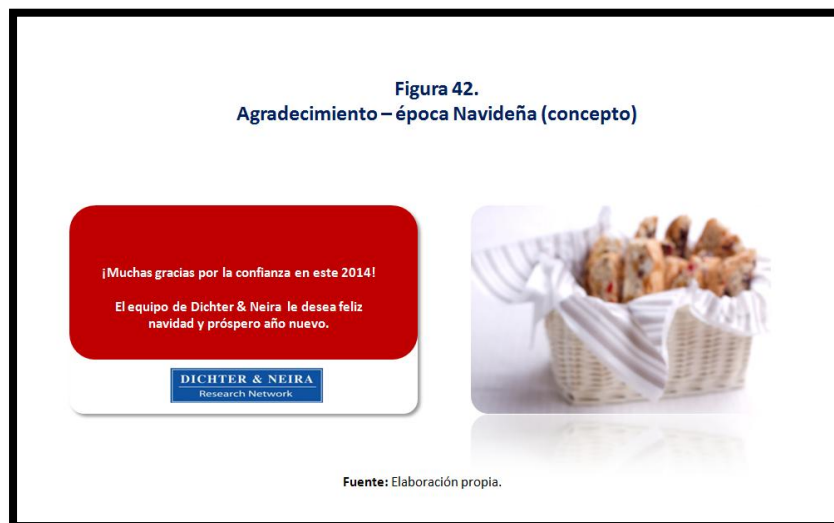 Figura 42.
Agradecimiento – época Navideña (concepto)
¡Muchas gracias por la confianza en este 2014!
El equipo de Dichter & Neira le desea feliz
navidad y próspero año nuevo.
DICHTER & NEIRA
Research Network
Fuente: Elaboración propia.